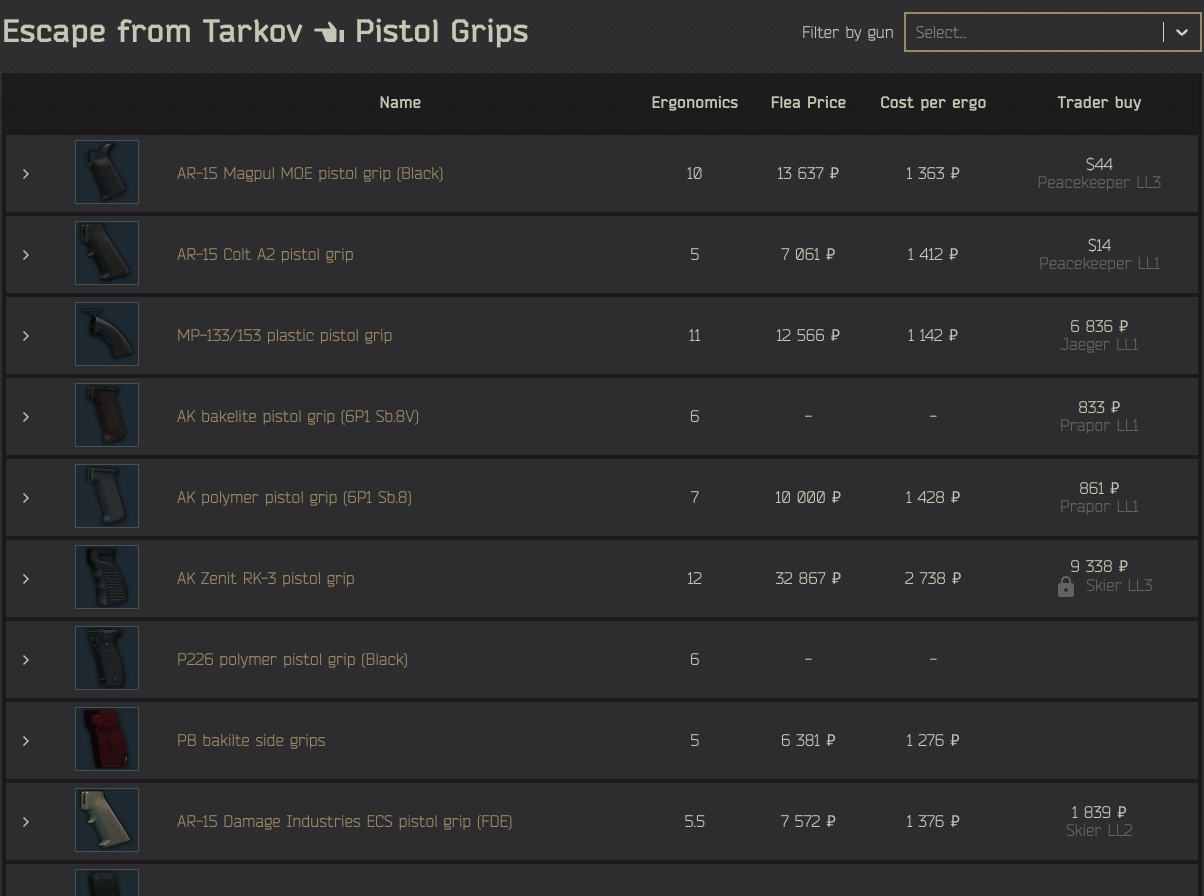 Escape from Tarkov Pistol Grips
Filter by gun Select...
Name Ergonomics Flea Price Cost per ergo Trader buy
AR-15 Magpul MOE pistol grip (Black) 10 13 637 ₽ 1 363 ₽ $44
Peacekeeper LL3
AR-15 Colt A2 pistol grip 5 7 061 ₽ 1 412 ₽ $14
Peacekeeper LL1
MP-133/153 plastic pistol grip 11 12 566 ₽ 1 142 ₽ 6 836 ₽
Jaeger LL1
AK bakelite pistol grip (6P1 Sb.8V) 6 - - 833 ₽
Prapor LL1
AK polymer pistol grip (6P1 Sb.8) 7 10 000 ₽ 1 428 ₽ 861 ₽
Prapor LL1
AK Zenit RK-3 pistol grip 12 32 867 ₽ 2 738 ₽ 9 338 ₽
Skier LL3
P226 polymer pistol grip (Black) 6 - -
PB bakilte side grips 5 6 381 ₽ 1 276 ₽
AR-15 Damage Industries ECS pistol grip (FDE) 5.5 7 572 ₽ 1 376 ₽ 1 839 ₽
Skier LL2